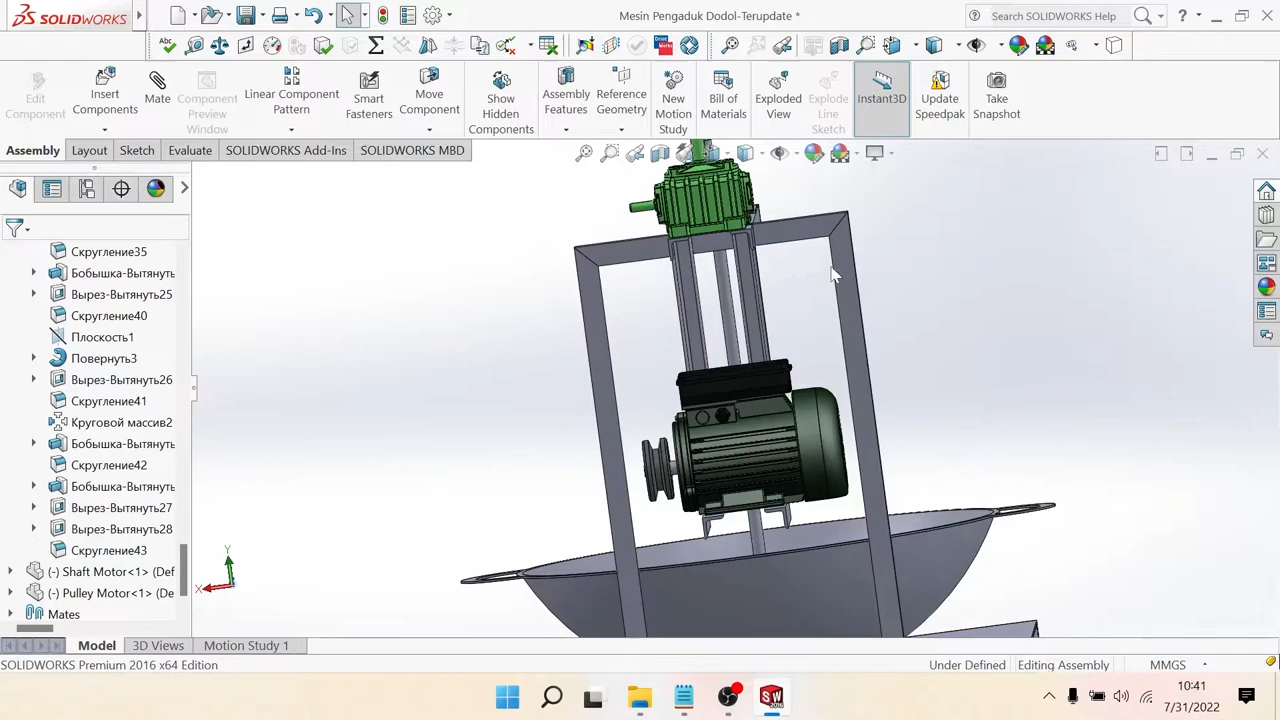 SOLIDWORKS
Mesin Pengaduk Dodol-Terupdate *
Search SOLIDWORKS Help
Edit Component
Insert Components
Mate
Component Preview Window
Linear Component Pattern
Smart Fasteners
Move Component
Show Hidden Components
Assembly Features
Reference Geometry
New Motion Study
Bill of Materials
Exploded View
Explode Line Sketch
Instant3D
Update Speedpak
Take Snapshot
Assembly
Layout
Sketch
Evaluate
SOLIDWORKS Add-Ins
SOLIDWORKS MBD
Скругление35
Бобышка-Вытянуть
Вырез-Вытянуть25
Скругление40
Плоскость1
Повернуть3
Вырез-Вытянуть26
Скругление41
Круговой массив2
Бобышка-Вытянуть
Скругление42
Бобышка-Вытянуть
Вырез-Вытянуть27
Вырез-Вытянуть28
Скругление43
(-) Shaft Motor<1> (Def
(-) Pulley Motor<1> (De
Mates
Y
X
Model
3D Views
Motion Study 1
SOLIDWORKS Premium 2016 x64 Edition
Under Defined
Editing Assembly
MMGS
10:41
7/31/2022